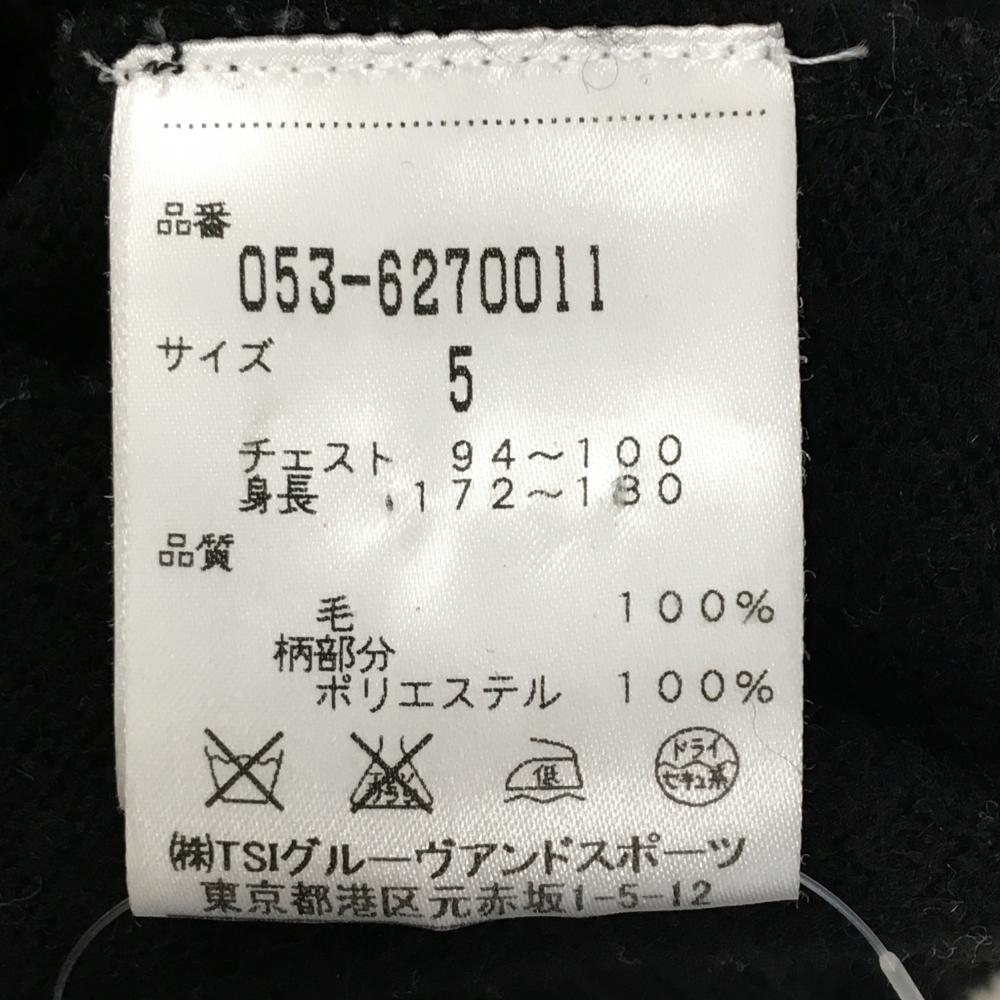 品番
053-6270011
サイズ
5
チェスト 94～100
身長 172～180
品質
毛 100%
柄部分
ポリエステル 100%
低
ドライ
セキユ系
㈱TSIグルーヴアンドスポーツ
東京都港区元赤坂1-5-12